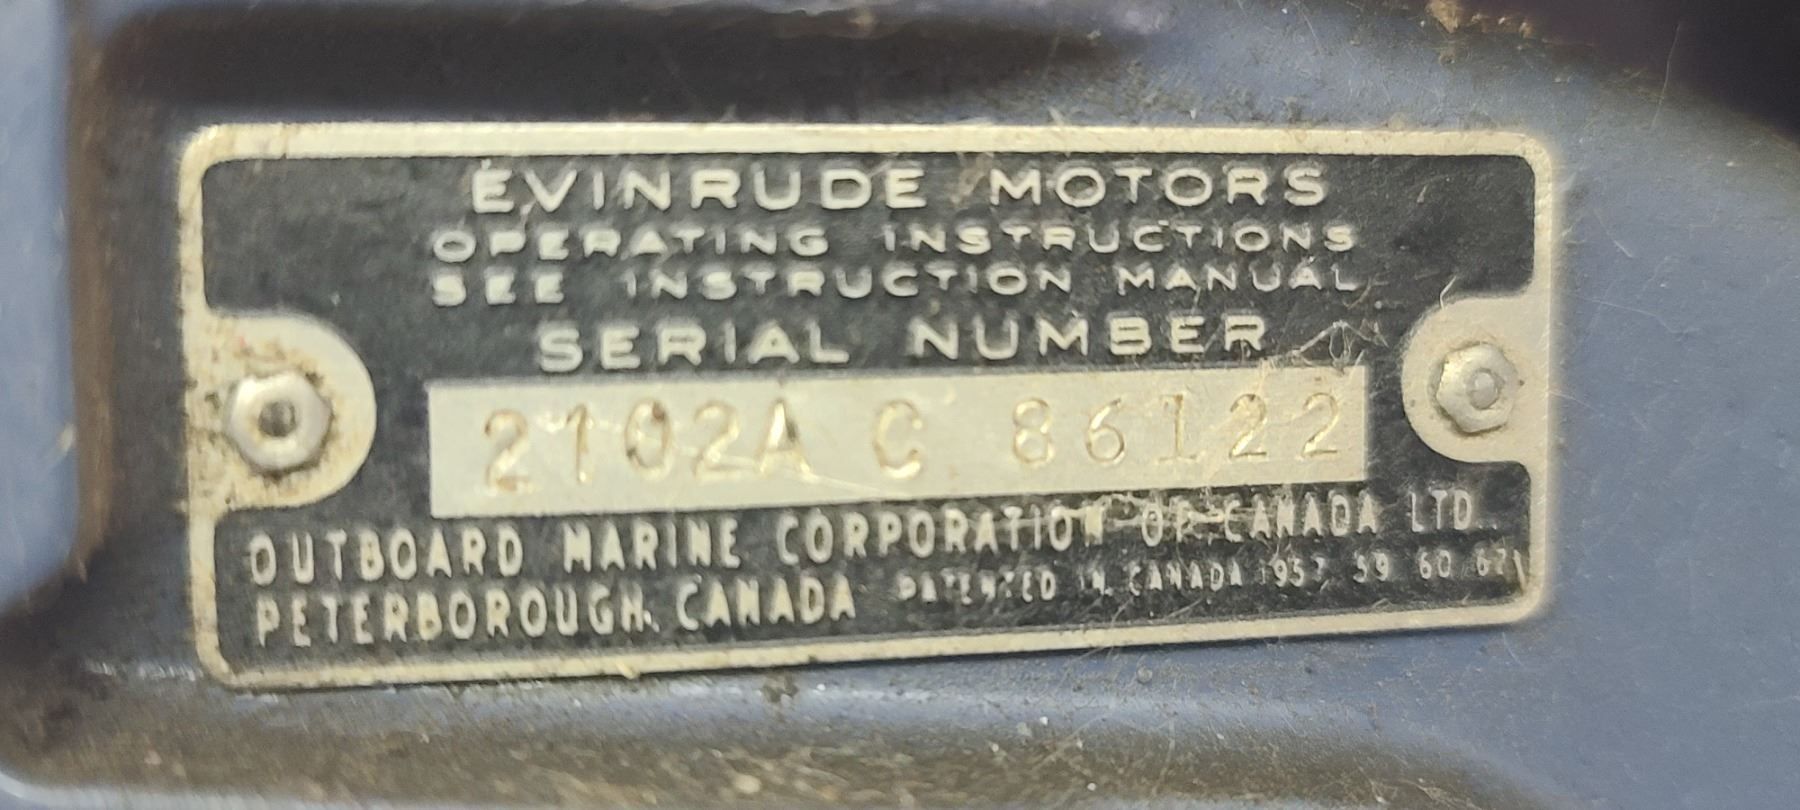 EVINRUDE MOTORS
OPERATING INSTRUCTIONS
SEE INSTRUCTION MANUAL
SERIAL NUMBER
2102A C 86122
OUTBOARD MARINE CORPORATION OF CANADA LTD.
PETERBOROUGH, CANADA PATENTED IN CANADA 1957 59 60 62